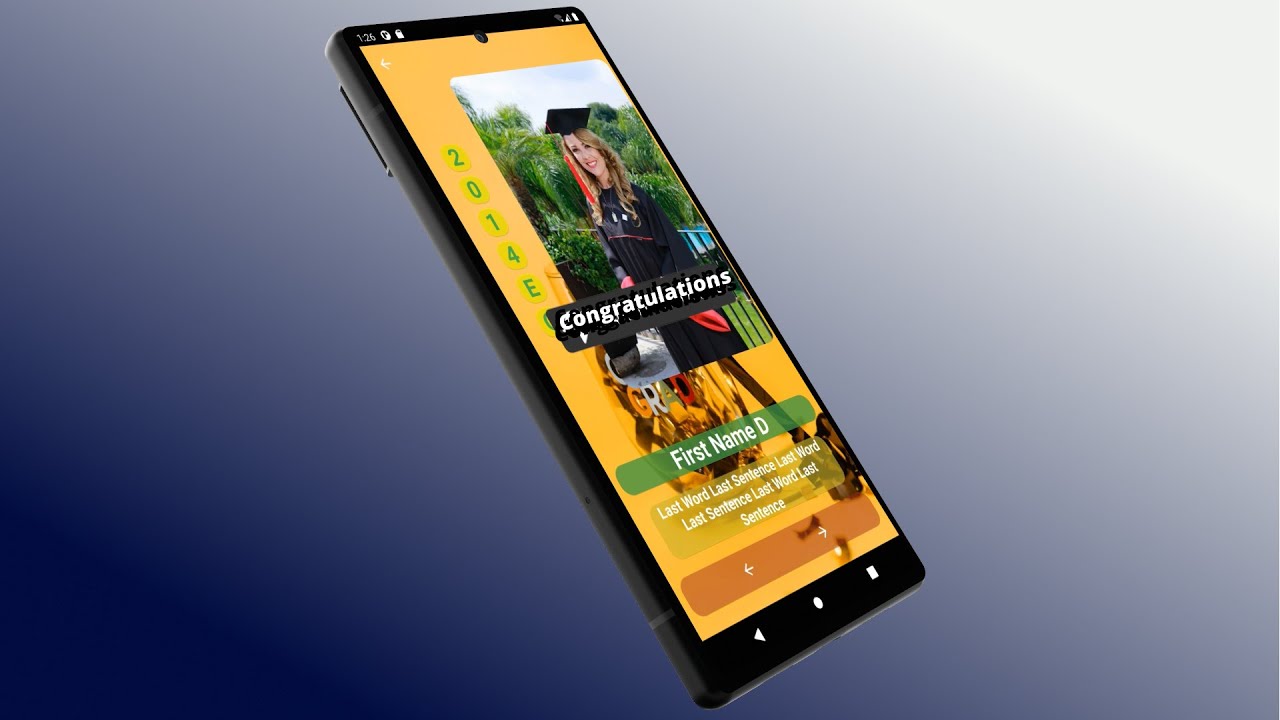 1:26
2
0
1
4
E
Congratulations
GRAD
First Name D
Last Word Last Sentence Last Word
Last Sentence Last Word Last
Sentence